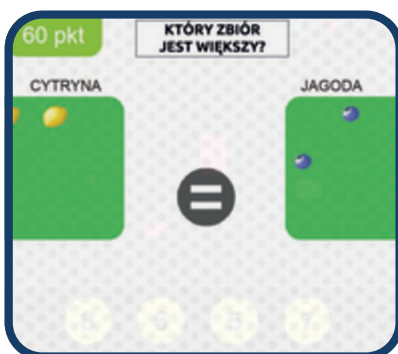 60 pkt
KTÓRY ZBIÓR
JEST WIĘKSZY?
CYTRYNA
JAGODA
=